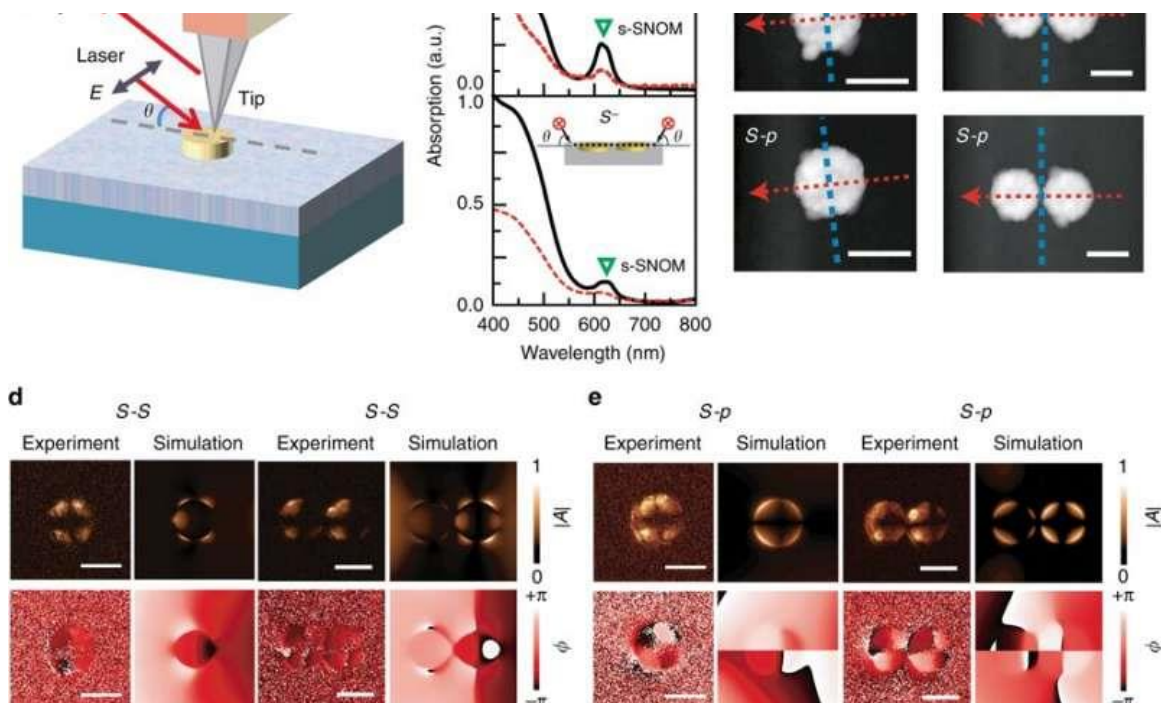 Laser
E
θ
Tip
Absorption (a.u.)
s-SNOM
0.0
1.0
S⁻
θ
θ
0.5
s-SNOM
0.0
400
500
600
700
800
Wavelength (nm)
S-p
S-p
d
S-S
S-S
Experiment
Simulation
Experiment
Simulation
1
|A|
0
+π
ϕ
−π
e
S-p
S-p
Experiment
Simulation
Experiment
Simulation
1
|A|
0
+π
ϕ
−π